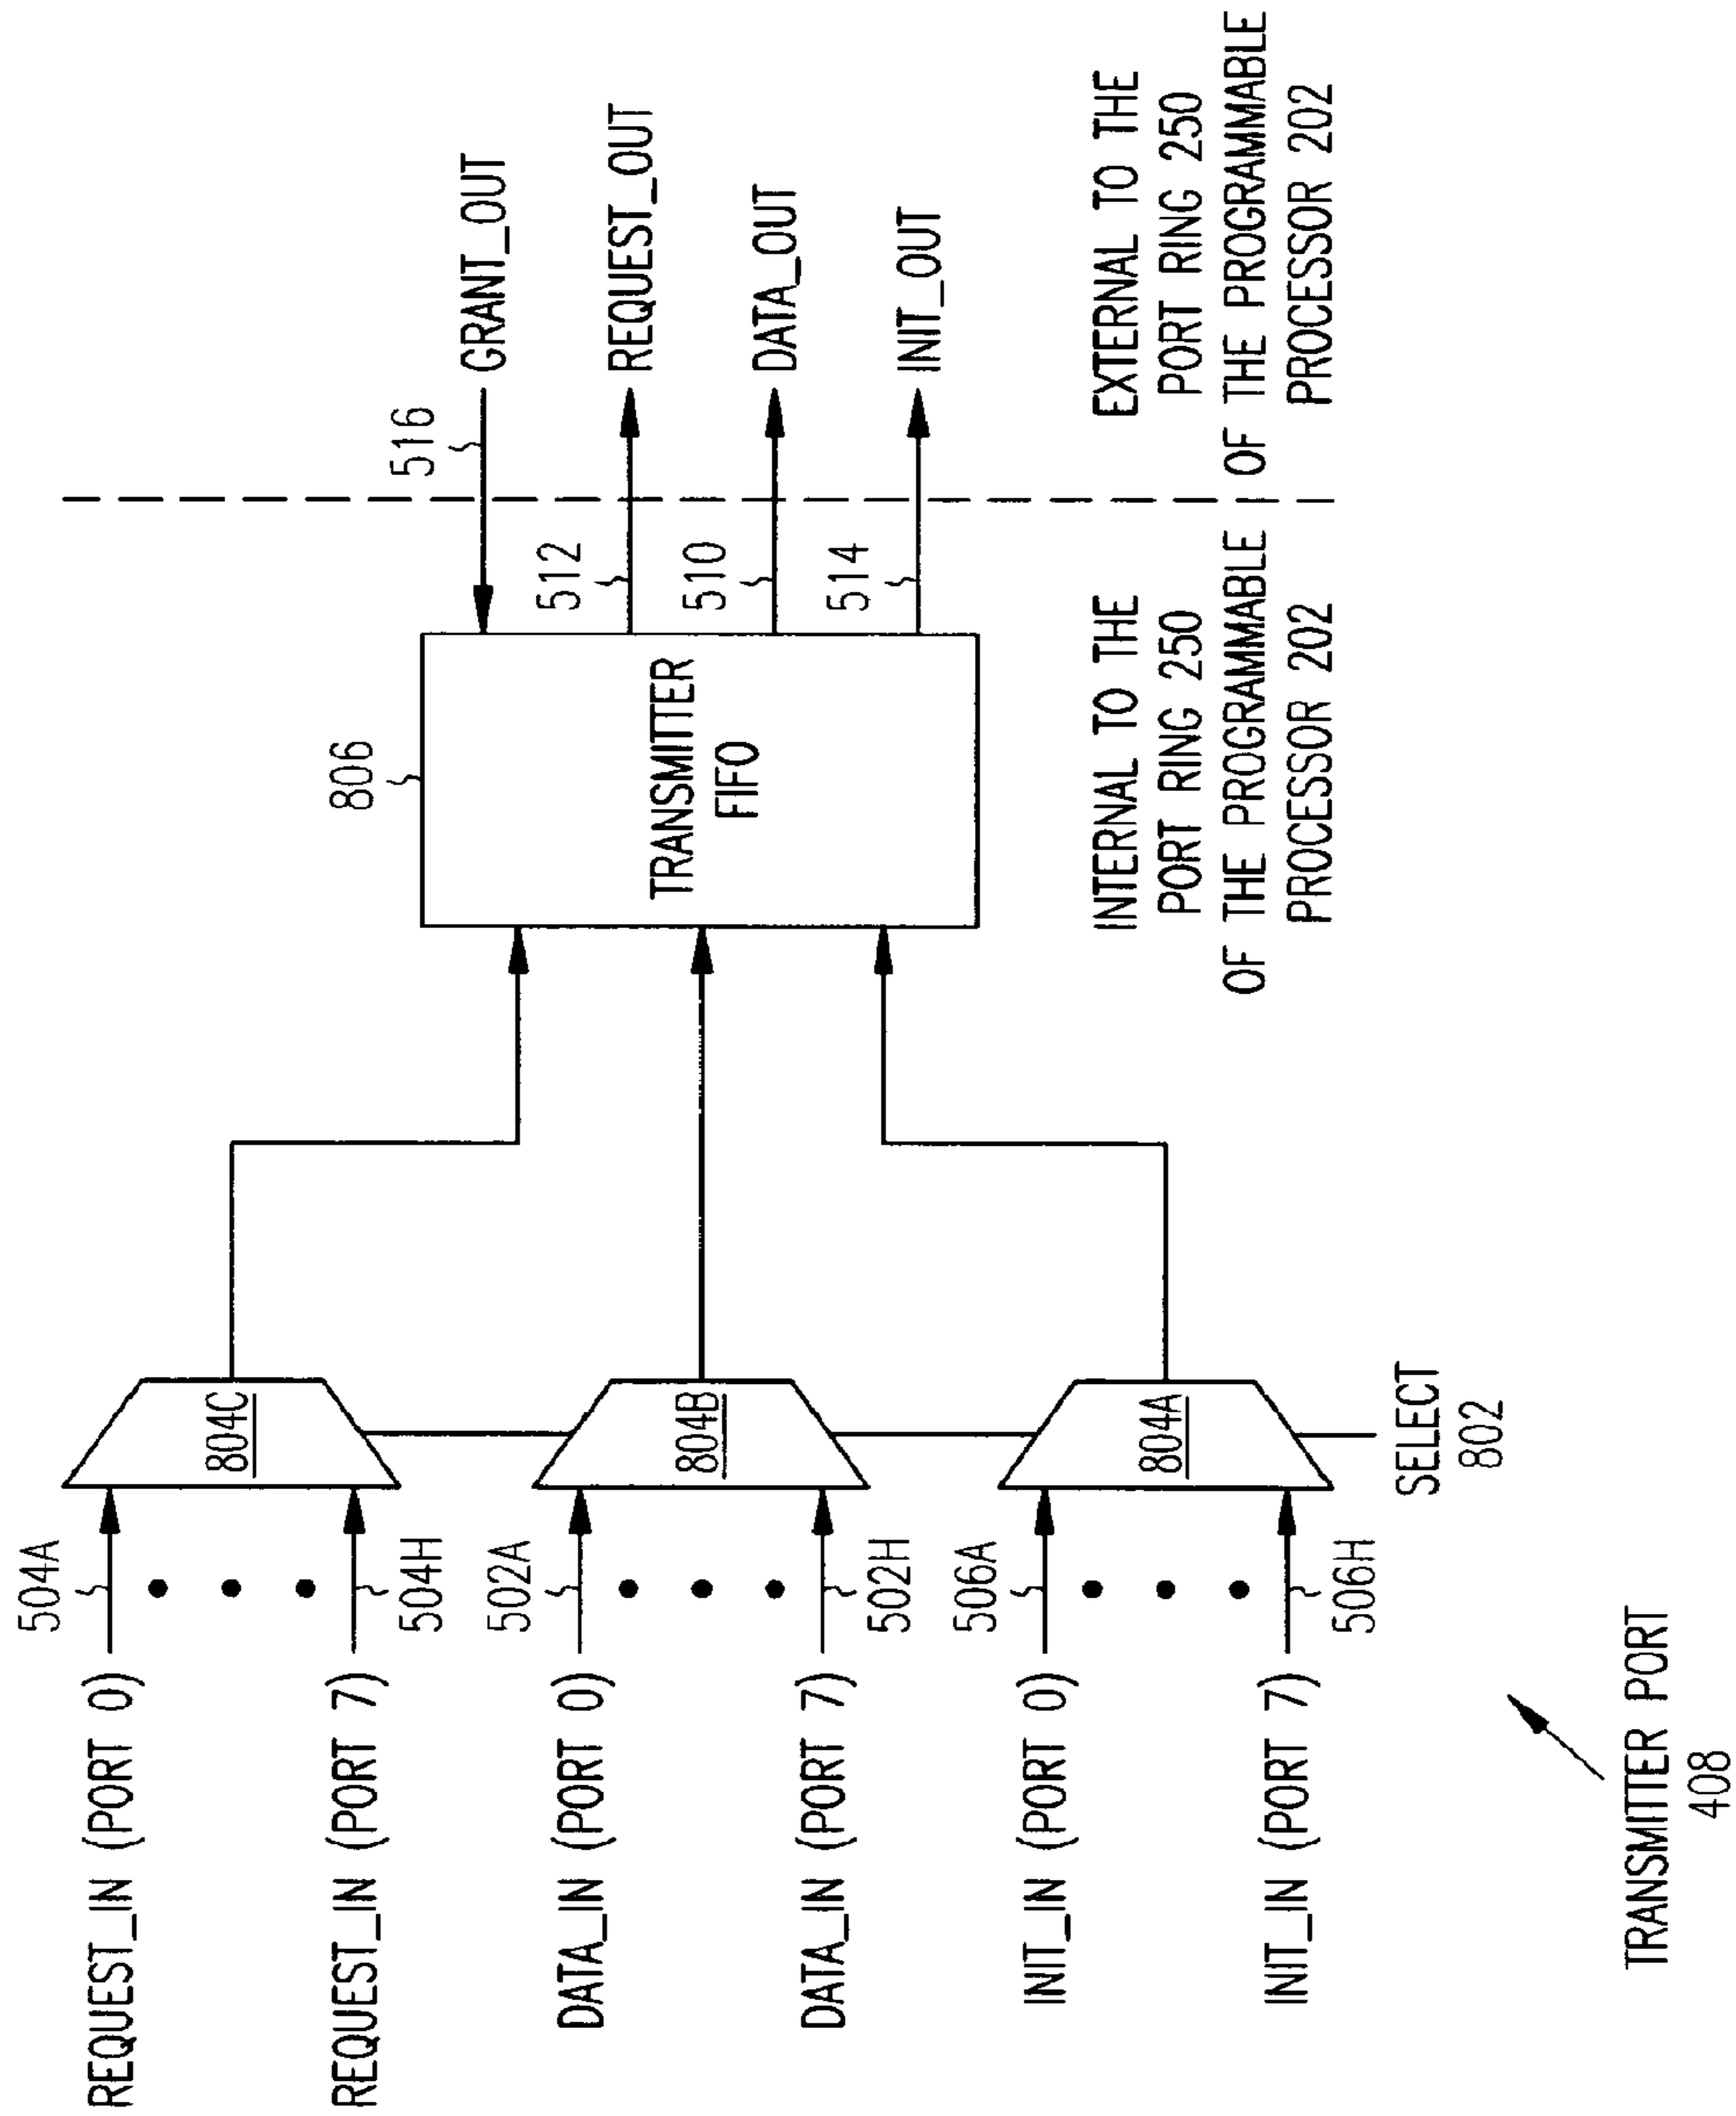 504A
REQUEST_IN (PORT 0)
REQUEST_IN (PORT 7)
504H
804C
502A
DATA_IN (PORT 0)
DATA_IN (PORT 7)
502H
804B
506A
INIT_IN (PORT 0)
INIT_IN (PORT 7)
506H
804A
SELECT
802
806
TRANSMITTER
FIFO
516
GRANT_OUT
512
REQUEST_OUT
510
DATA_OUT
514
INIT_OUT
INTERNAL TO THE
PORT RING 250
OF THE PROGRAMMABLE
PROCESSOR 202
EXTERNAL TO THE
PORT RING 250
OF THE PROGRAMMABLE
PROCESSOR 202
TRANSMITTER PORT
408